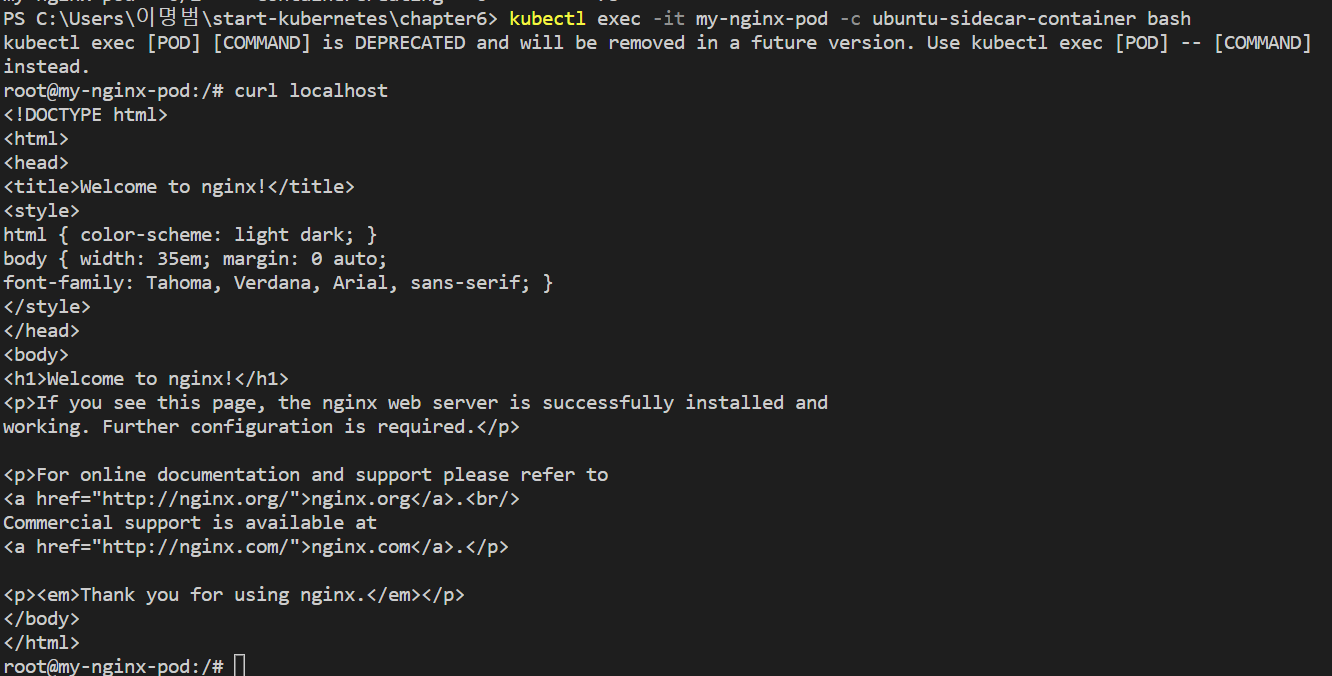 PS C:\Users\이명범\start-kubernetes\chapter6> kubectl exec -it my-nginx-pod -c ubuntu-sidecar-container bash
kubectl exec [POD] [COMMAND] is DEPRECATED and will be removed in a future version. Use kubectl exec [POD] -- [COMMAND]
instead.
root@my-nginx-pod:/# curl localhost
<!DOCTYPE html>
<html>
<head>
<title>Welcome to nginx!</title>
<style>
html { color-scheme: light dark; }
body { width: 35em; margin: 0 auto;
font-family: Tahoma, Verdana, Arial, sans-serif; }
</style>
</head>
<body>
<h1>Welcome to nginx!</h1>
<p>If you see this page, the nginx web server is successfully installed and
working. Further configuration is required.</p>
<p>For online documentation and support please refer to
<a href="http://nginx.org/">nginx.org</a>.<br/>
Commercial support is available at
<a href="http://nginx.com/">nginx.com</a>.</p>
<p><em>Thank you for using nginx.</em></p>
</body>
</html>
root@my-nginx-pod:/#